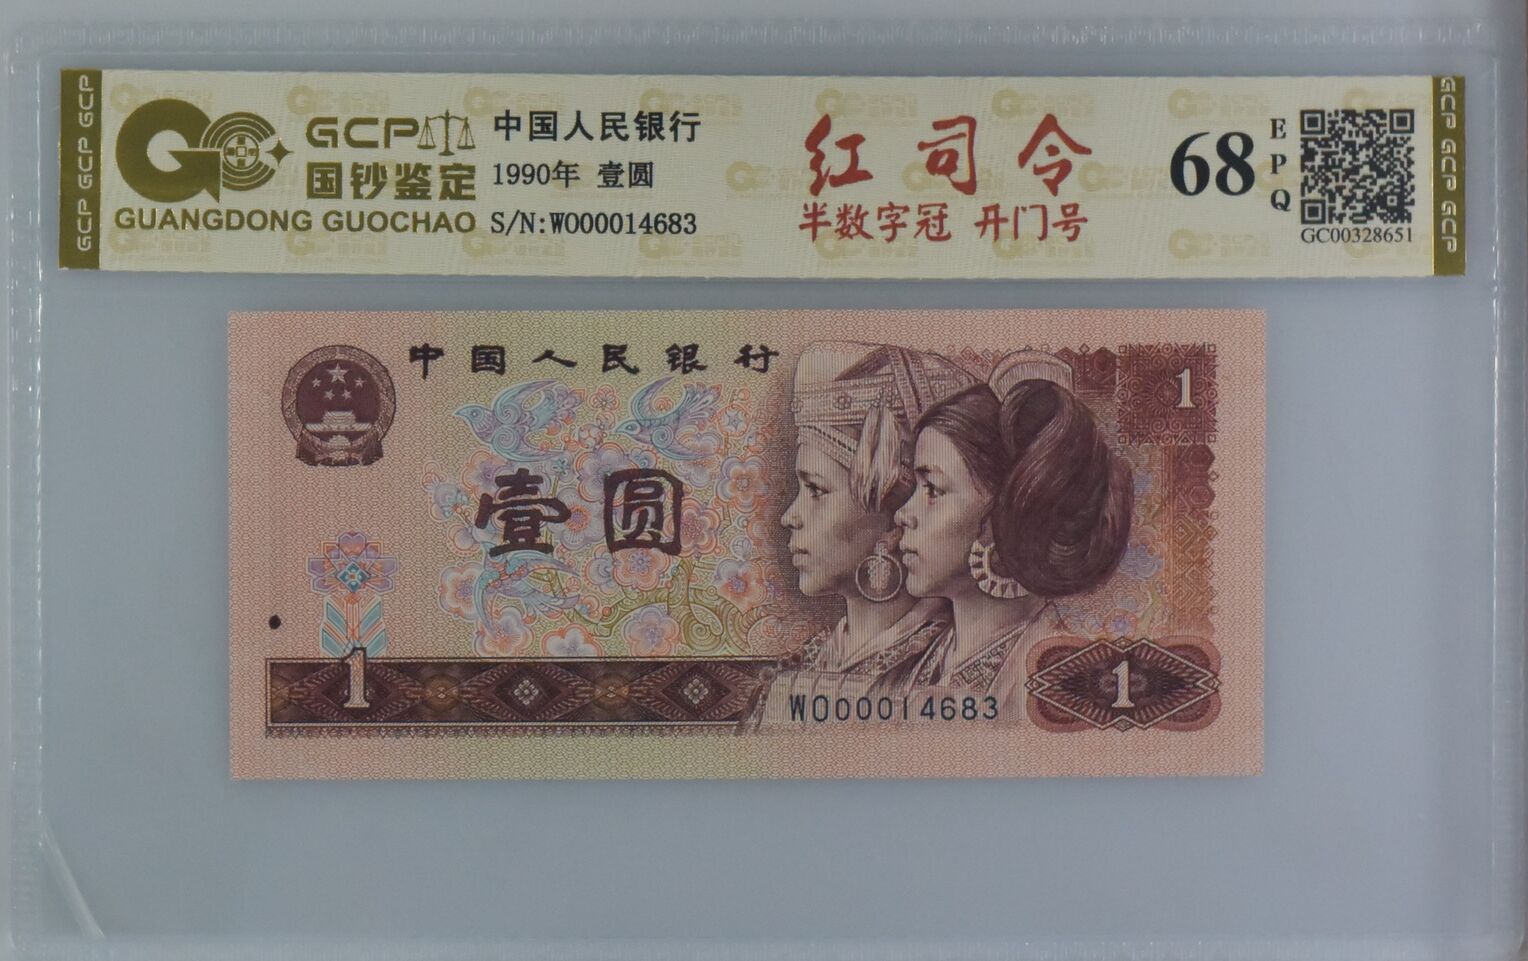 GCP GCP GCP
GCP
国钞鉴定
GUANGDONG GUOCHAO
中国人民银行
1990年 壹圆
S/N:WO00014683
红司令
半数字冠 开门号
68
EPQ
GC00328651
GCP GCP GCP
中国人民银行
1
壹圆
1
WO00014683
1